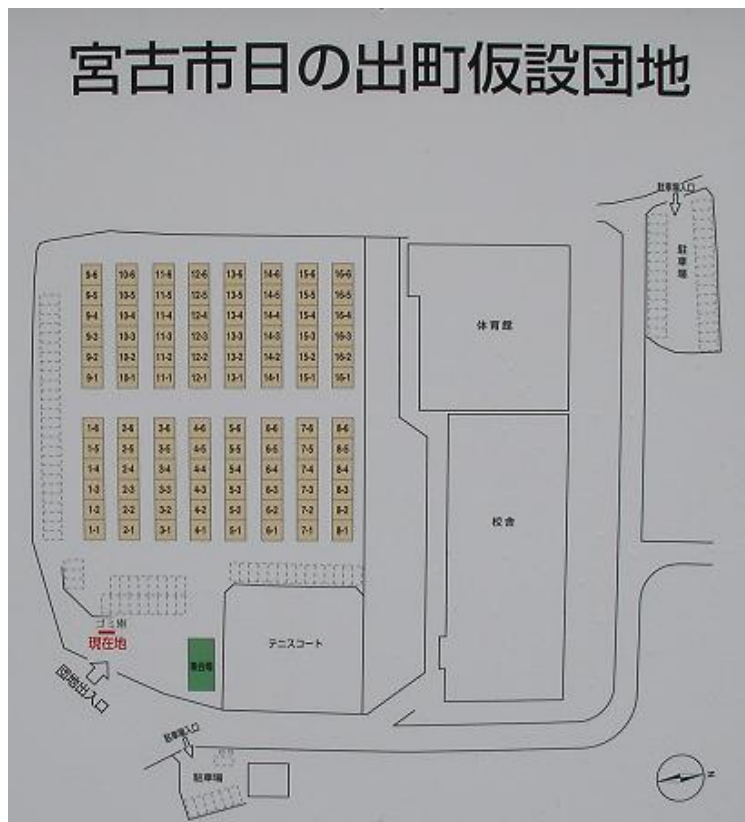 宮古市日の出町仮設団地
駐車場入口
駐車場
9-6 10-6 11-6 12-6 13-6 14-6 15-6 16-6
9-5 10-5 11-5 12-5 13-5 14-5 15-5 16-5
9-4 10-4 11-4 12-4 13-4 14-4 15-4 16-4
10-3 11-3 12-3 13-3 14-3 15-3 16-3
9-2 10-2 11-2 12-2 13-2 14-2 15-2 16-2
9-1 10-1 11-1 12-1 13-1 14-1 15-1 16-1
体育館
1-6 2-6 3-6 4-6 5-6 6-6 7-6 8-6
1-5 2-5 3-5 4-5 5-5 6-5 7-5 8-5
1-4 2-4 3-4 4-4 5-4 6-4 7-4 8-4
1-3 2-3 3-3 4-3 5-3 6-3 7-3 8-3
1-2 2-2 3-2 4-2 5-2 6-2 7-2 8-2
1-1 2-1 3-1 4-1 5-1 6-1 7-1 8-1
校舎
現在地
テニスコート
団地出入口
駐車場入口
駐車場
N